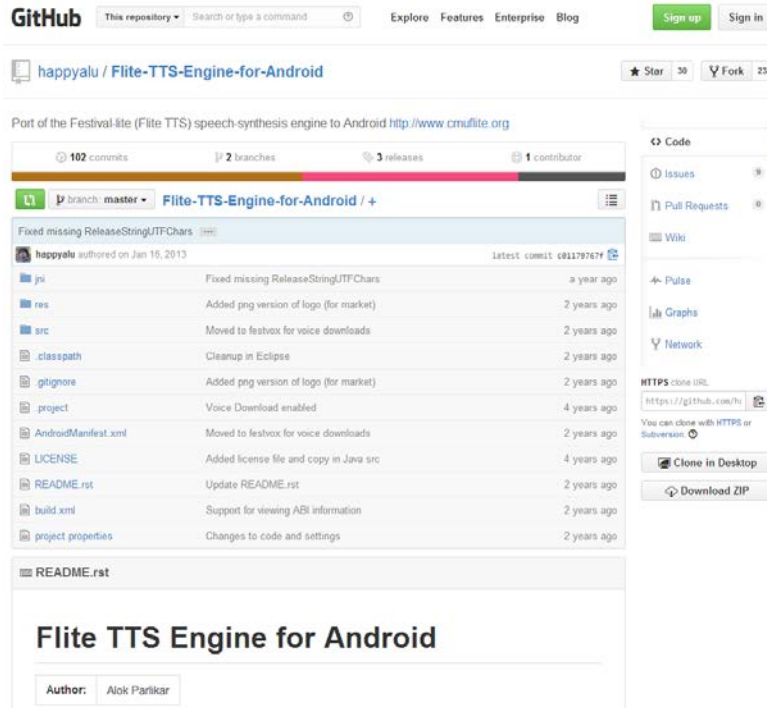 GitHub This repository Search or type a command Explore Features Enterprise Blog Sign up Sign in
happyalu / Flite-TTS-Engine-for-Android Star 30 Fork 23
Port of the Festival-lite (Flite TTS) speech-synthesis engine to Android http://www.cmuflite.org
102 commits 2 branches 3 releases 1 contributor
branch: master Flite-TTS-Engine-for-Android / +
Fixed missing ReleaseStringUTFChars
happyalu authored on Jan 16, 2013 latest commit c01179767f
jni Fixed missing ReleaseStringUTFChars a year ago
res Added png version of logo (for market) 2 years ago
src Moved to festvox for voice downloads 2 years ago
.classpath Cleanup in Eclipse 2 years ago
.gitignore Added png version of logo (for market) 2 years ago
.project Voice Download enabled 4 years ago
AndroidManifest.xml Moved to festvox for voice downloads 2 years ago
LICENSE Added license file and copy in Java src 4 years ago
README.rst Update README.rst 2 years ago
build.xml Support for viewing ABI information 2 years ago
project.properties Changes to code and settings 2 years ago
README.rst
Flite TTS Engine for Android
Author: Alok Parlikar
Code
Issues 9
Pull Requests 0
Wiki
Pulse
Graphs
Network
HTTPS clone URL
https://github.com/h
You can clone with HTTPS or
Subversion.
Clone in Desktop
Download ZIP